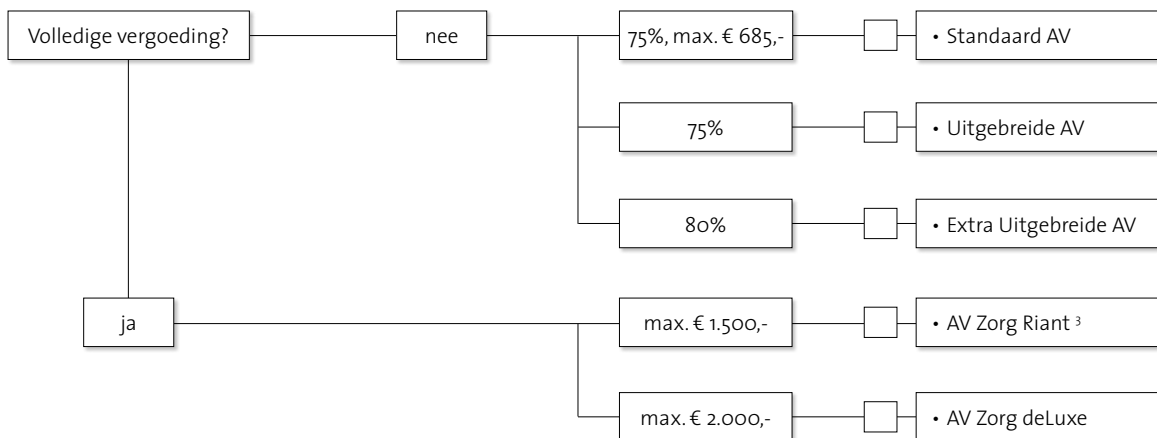 Volledige vergoeding?
nee
75%, max. € 685,-
• Standaard AV
75%
• Uitgebreide AV
80%
• Extra Uitgebreide AV
ja
max. € 1.500,-
• AV Zorg Riant ³
max. € 2.000,-
• AV Zorg deLuxe